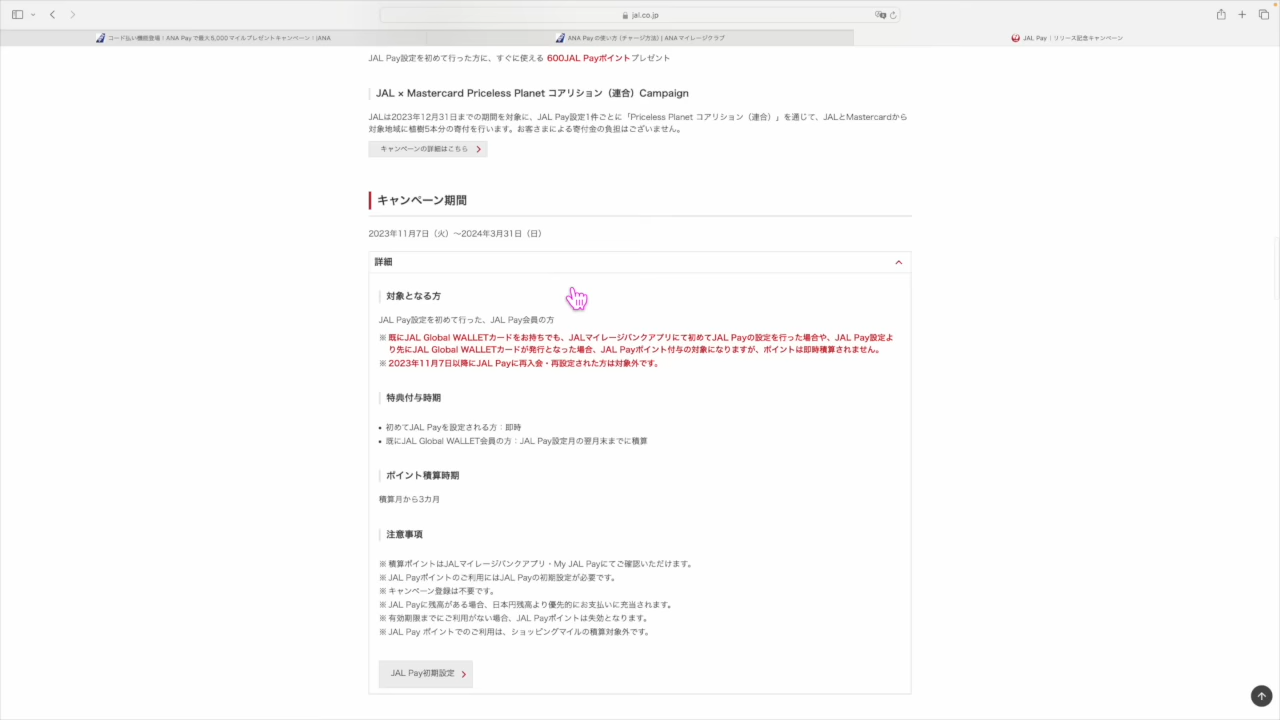 jal.co.jp
コード払い機能登場！ANA Payで最大5,000マイルプレゼントキャンペーン！|ANA
ANA Payの使い方（チャージ方法）| ANAマイレージクラブ
JAL Pay｜リリース記念キャンペーン
JAL Pay設定を初めて行った方に、すぐに使える 600JAL Payポイントプレゼント
JAL × Mastercard Priceless Planet コアリション（連合）Campaign
JALは2023年12月31日までの期間を対象に、JAL Pay設定1件ごとに「Priceless Planet コアリション（連合）」を通じて、JALとMastercardから
対象地域に植樹5本分の寄付を行います。お客さまによる寄付金の負担はございません。
キャンペーンの詳細はこちら
キャンペーン期間
2023年11月7日（火）～2024年3月31日（日）
詳細
対象となる方
JAL Pay設定を初めて行った、JAL Pay会員の方
※ 既にJAL Global WALLETカードをお持ちでも、JALマイレージバンクアプリにて初めてJAL Payの設定を行った場合や、JAL Pay設定よ
り先にJAL Global WALLETカードが発行となった場合、JAL Payポイント付与の対象になりますが、ポイントは即時積算されません。
※ 2023年11月7日以降にJAL Payに再入会・再設定された方は対象外です。
特典付与時期
• 初めてJAL Payを設定される方：即時
• 既にJAL Global WALLET会員の方：JAL Pay設定月の翌月末までに積算
ポイント積算時期
積算月から3カ月
注意事項
※ 積算ポイントはJALマイレージバンクアプリ・My JAL Payにてご確認いただけます。
※ JAL Payポイントのご利用にはJAL Payの初期設定が必要です。
※ キャンペーン登録は不要です。
※ JAL Payに残高がある場合、日本円残高より優先的にお支払いに充当されます。
※ 有効期限までにご利用がない場合、JAL Payポイントは失効となります。
※ JAL Pay ポイントでのご利用は、ショッピングマイルの積算対象外です。
JAL Pay初期設定